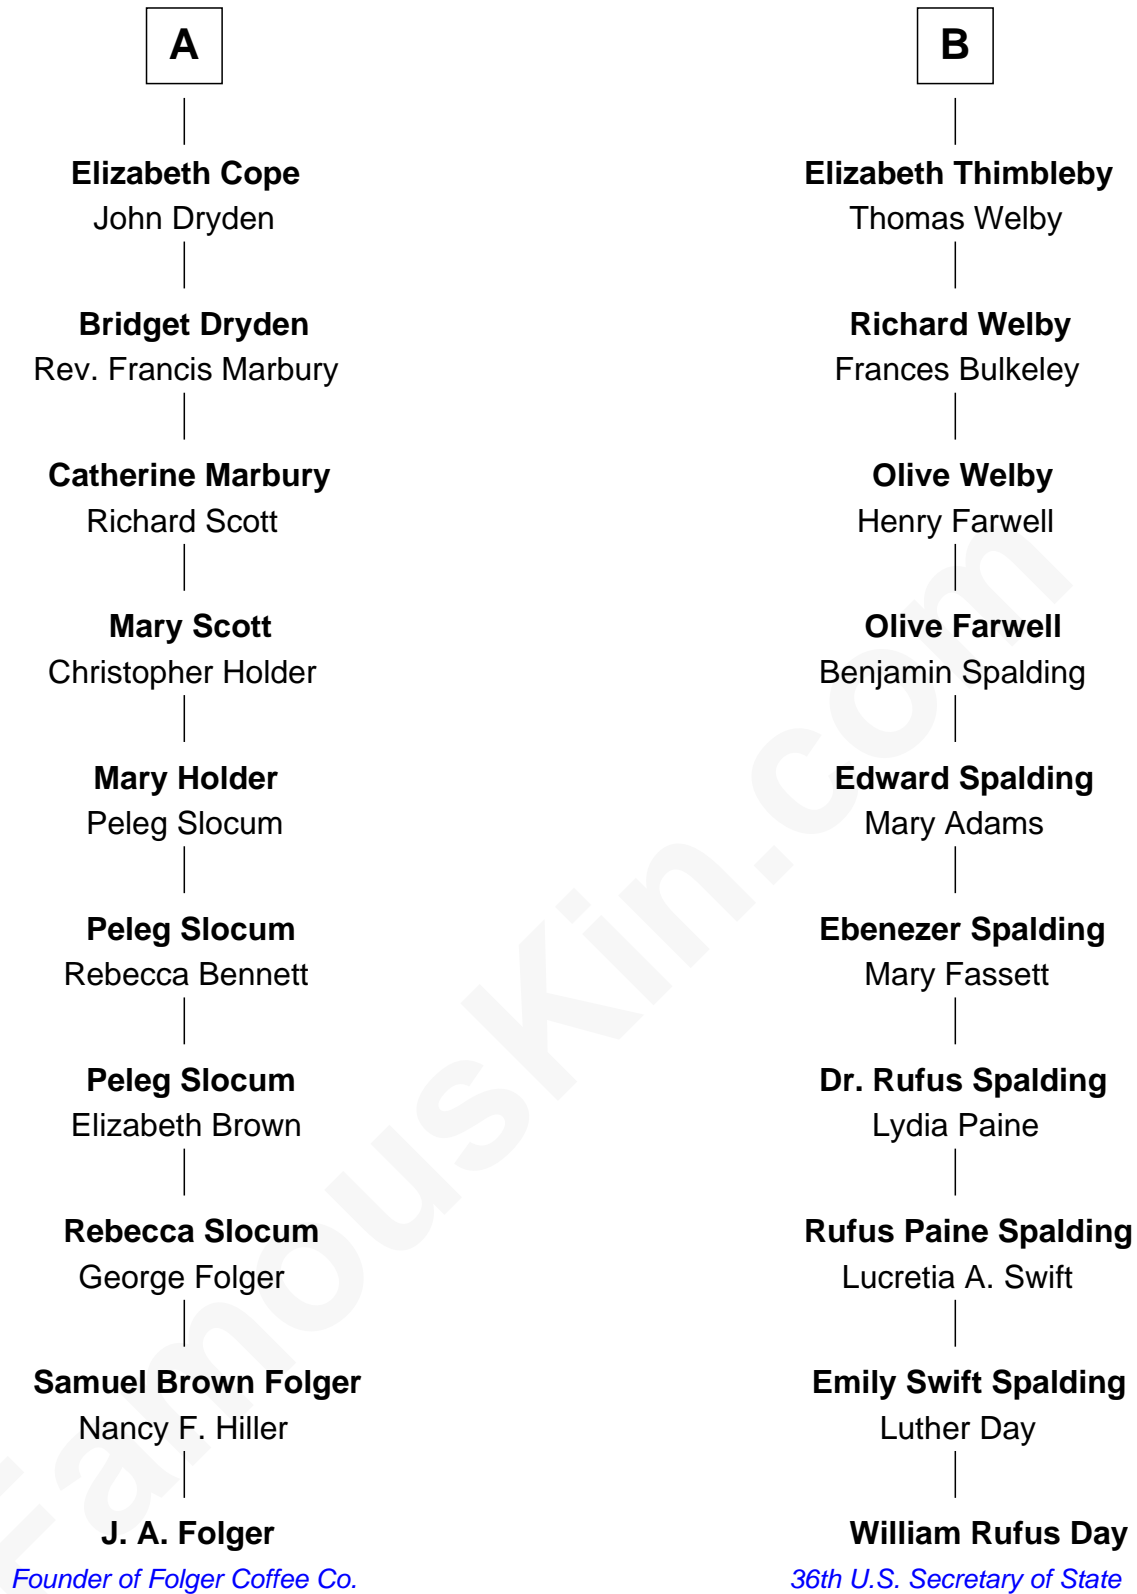 A
Elizabeth Cope
John Dryden
Bridget Dryden
Rev. Francis Marbury
Catherine Marbury
Richard Scott
Mary Scott
Christopher Holder
Mary Holder
Peleg Slocum
Peleg Slocum
Rebecca Bennett
Peleg Slocum
Elizabeth Brown
Rebecca Slocum
George Folger
Samuel Brown Folger
Nancy F. Hiller
J. A. Folger
Founder of Folger Coffee Co.
B
Elizabeth Thimbleby
Thomas Welby
Richard Welby
Frances Bulkeley
Olive Welby
Henry Farwell
Olive Farwell
Benjamin Spalding
Edward Spalding
Mary Adams
Ebenezer Spalding
Mary Fassett
Dr. Rufus Spalding
Lydia Paine
Rufus Paine Spalding
Lucretia A. Swift
Emily Swift Spalding
Luther Day
William Rufus Day
36th U.S. Secretary of State
FamousKin.com